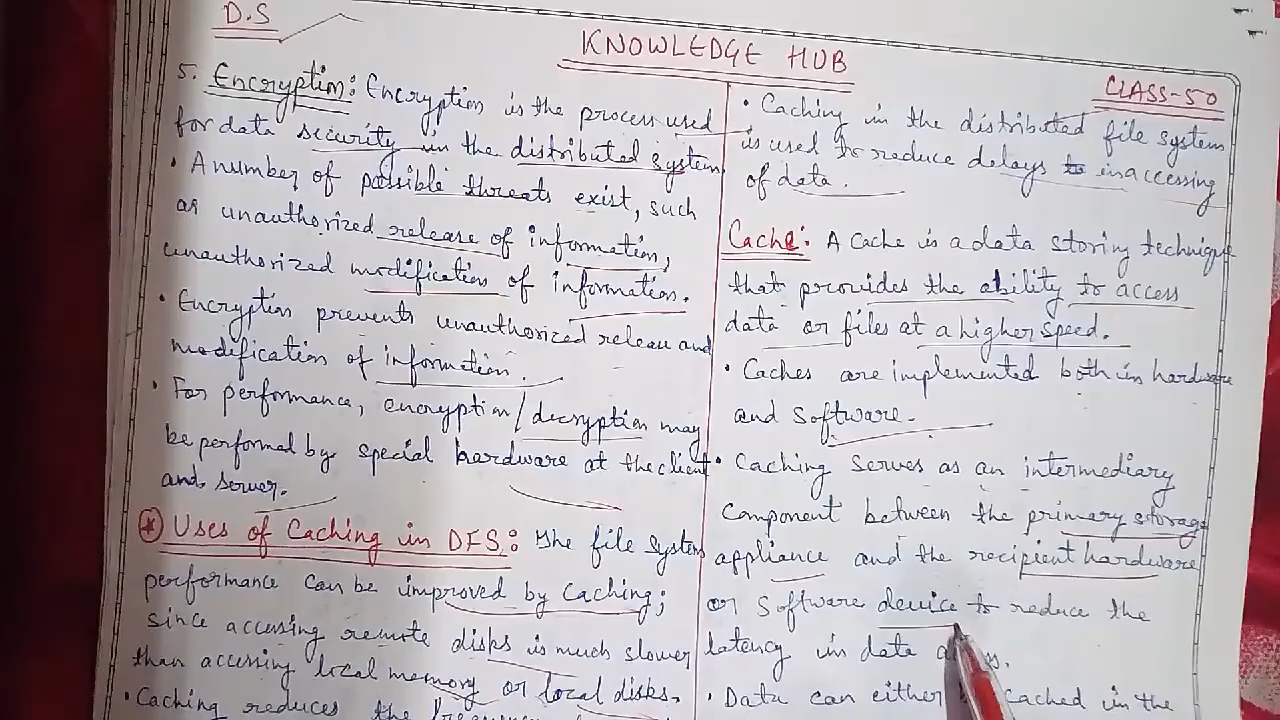 D.S
KNOWLEDGE HUB
CLASS-50
5. Encryption: Encryption is the process used
for data security in the distributed system
• A number of possible threats exist, such
as unauthorized release of information,
unauthorized modification of information.
• Encryption prevents unauthorized release and
modification of information.
• For performance, encryption/decryption may
be performed by special hardware at the client
and server.
* Uses of Caching in DFS: The file system
performance can be improved by caching;
since accessing remote disks is much slower
than accessing local memory or local disks.
• Caching reduces the
• Caching in the distributed file system
is used to reduce delays in accessing
of data.
Cache: A cache is a data storing technique
that provides the ability to access
data or files at a higher speed.
• Caches are implemented both in hardware
and software.
• Caching serves as an intermediary
component between the primary storage
appliance and the recipient hardware
or software device to reduce the
latency in data
• Data can either cached in the